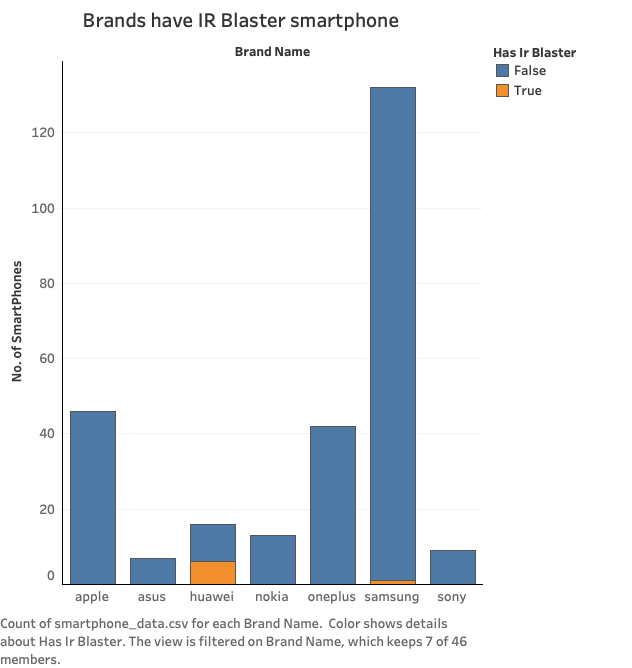 Brands have IR Blaster smartphone
Brand Name
Has Ir Blaster
False
True
No. of SmartPhones
120
100
80
60
40
20
0
apple asus huawei nokia oneplus samsung sony
Count of smartphone_data.csv for each Brand Name. Color shows details
about Has Ir Blaster. The view is filtered on Brand Name, which keeps 7 of 46
members.